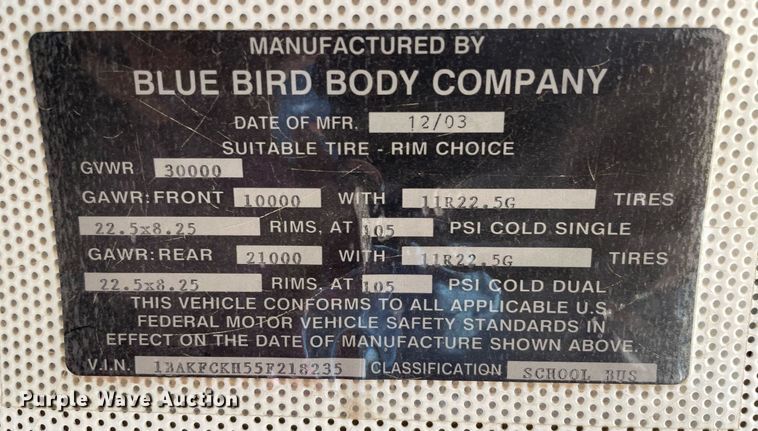 MANUFACTURED BY
BLUE BIRD BODY COMPANY
DATE OF MFR. 12/03
SUITABLE TIRE - RIM CHOICE
GVWR 30000
GAWR: FRONT 10000 WITH 11R22.5G TIRES
22.5x8.25 RIMS, AT 105 PSI COLD SINGLE
GAWR: REAR 21000 WITH 11R22.5G TIRES
22.5x8.25 RIMS, AT 105 PSI COLD DUAL
THIS VEHICLE CONFORMS TO ALL APPLICABLE U.S.
FEDERAL MOTOR VEHICLE SAFETY STANDARDS IN
EFFECT ON THE DATE OF MANUFACTURE SHOWN ABOVE.
V.I.N. 1BAKFCKH55F218235 CLASSIFICATION SCHOOL BUS
Purple Wave Auction